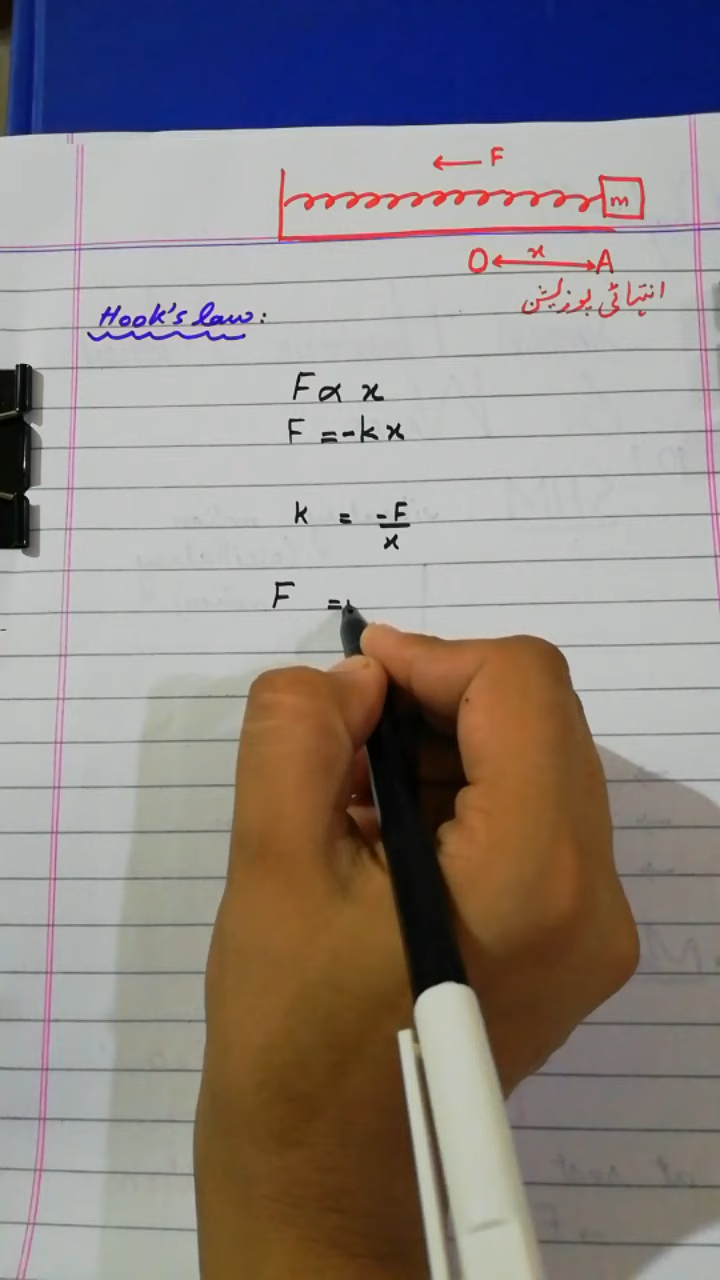 ← F
m
O ←x→ A
انتہائی پوزیشن
Hook's law:
F ∝ x
F = -kx
k = -F/x
F =